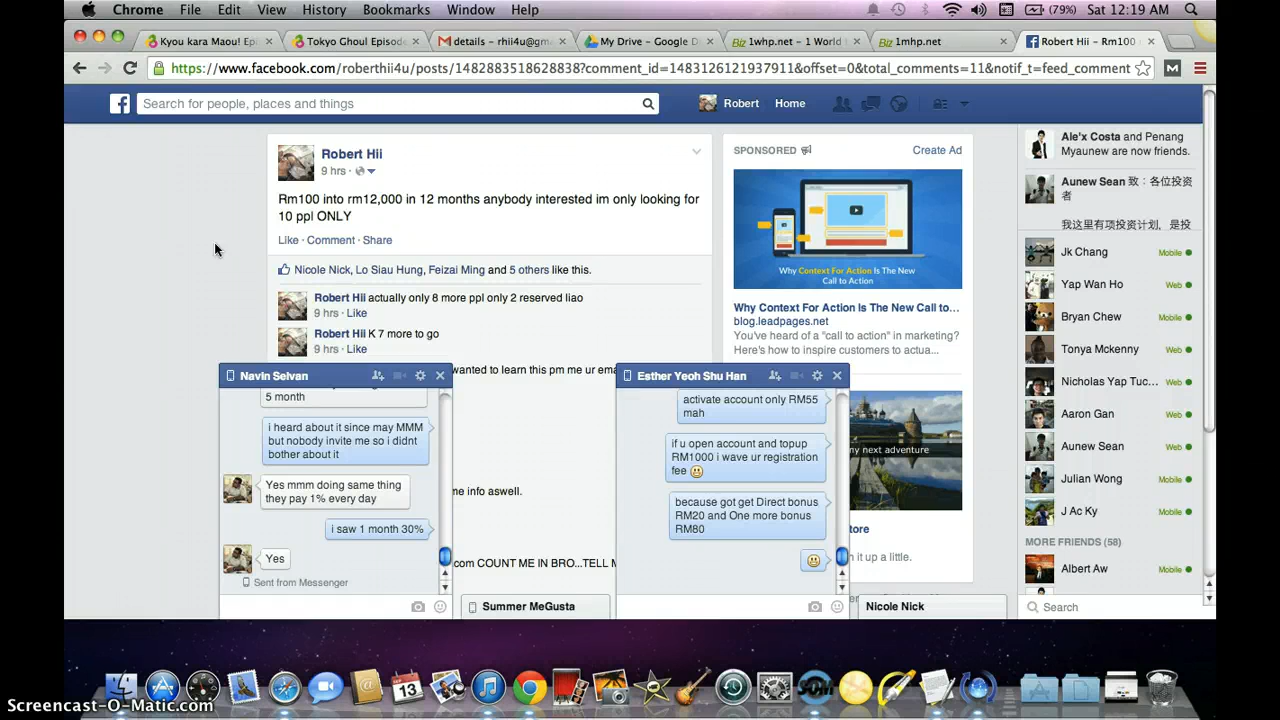 Chrome File Edit View History Bookmarks Window Help (79%) Sat 12:19 AM
Kyou kara Maou! Epi Tokyo Ghoul Episode details - rhii4u@gm My Drive - Google D 1whp.net - 1 World 1mhp.net Robert Hii - Rm100
https://www.facebook.com/roberthii4u/posts/1482835518628838?comment_id=1483126121937911&offset=0&total_comments=11&notif_t=feed_comment
Search for people, places and things Robert Home
Robert Hii
9 hrs ·
Rm100 into rm12,000 in 12 months anybody interested im only looking for
10 ppl ONLY
Like · Comment · Share
Nicole Nick, Lo Siau Hung, Feizai Ming and 5 others like this.
Robert Hii actually only 8 more ppl only 2 reserved liao
9 hrs · Like
Robert Hii K 7 more to go
9 hrs · Like
wanted to learn this pm me ur ema
me info aswell.
com COUNT ME IN BRO...TELL M
Navin Selvan
5 month
i heard about it since may MMM
but nobody invite me so i didnt
bother about it
Yes mmm doing same thing
they pay 1% every day
i saw 1 month 30%
Yes
Sent from Messenger
Summer MeGusta
Esther Yeoh Shu Han
activate account only RM55
mah
if u open account and topup
RM1000 i wave ur registration
fee
because got get Direct bonus
RM20 and One more bonus
RM80
Nicole Nick
SPONSORED Create Ad
Why Context For Action Is The New
Call to Action
Why Context For Action Is The New Call to...
blog.leadpages.net
You've heard of a "call to action" in marketing?
Here's how to inspire customers to actua...
my next adventure
tore
n it up a little.
Ale'x Costa and Penang
Myaunew are now friends.
Aunew Sean 致：各位投资
者
我这里有项投资计划，是投
Jk Chang Mobile
Yap Wan Ho Web
Bryan Chew Mobile
Tonya Mckenny Web
Nicholas Yap Tuc... Web
Aaron Gan Web
Aunew Sean Web
Julian Wong Mobile
J Ac Ky Mobile
MORE FRIENDS (58)
Albert Aw Mobile
Search
Screencast-O-Matic.com